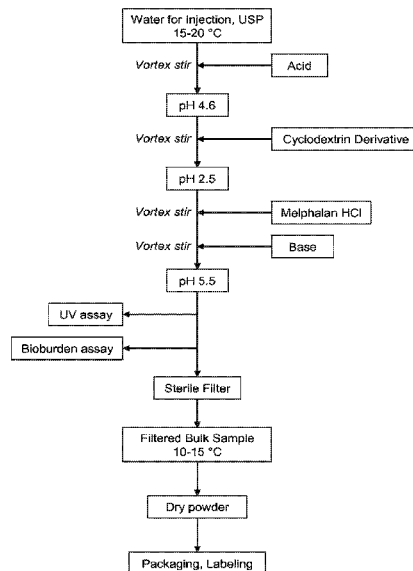 Water for Injection, USP
15-20 °C
Vortex stir
Acid
pH 4.6
Vortex stir
Cyclodextrin Derivative
pH 2.5
Vortex stir
Melphalan HCl
Vortex stir
Base
pH 5.5
UV assay
Bioburden assay
Sterile Filter
Filtered Bulk Sample
10-15 °C
Dry powder
Packaging, Labeling